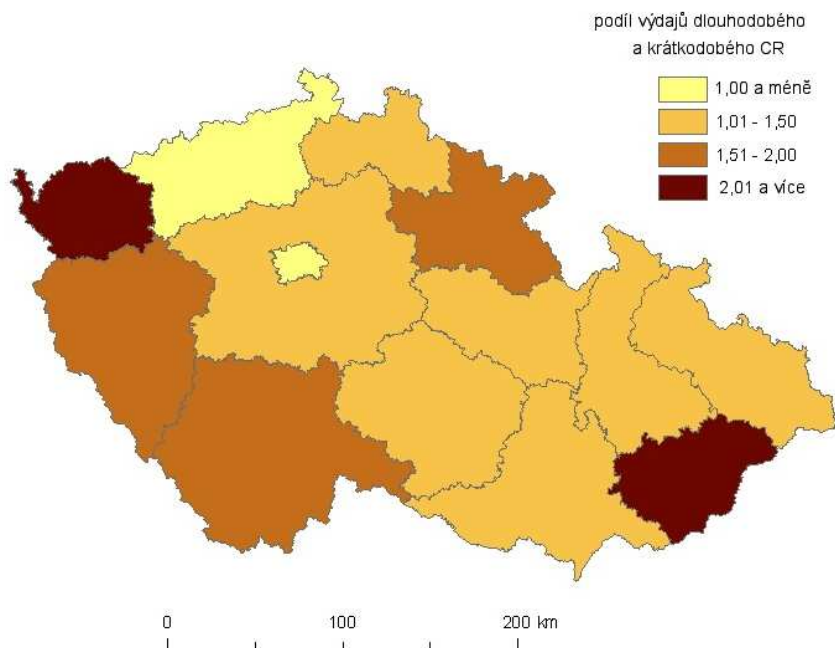 podíl výdajů dlouhodobého
a krátkodobého CR
1,00 a méně
1,01 - 1,50
1,51 - 2,00
2,01 a více
0 100 200 km